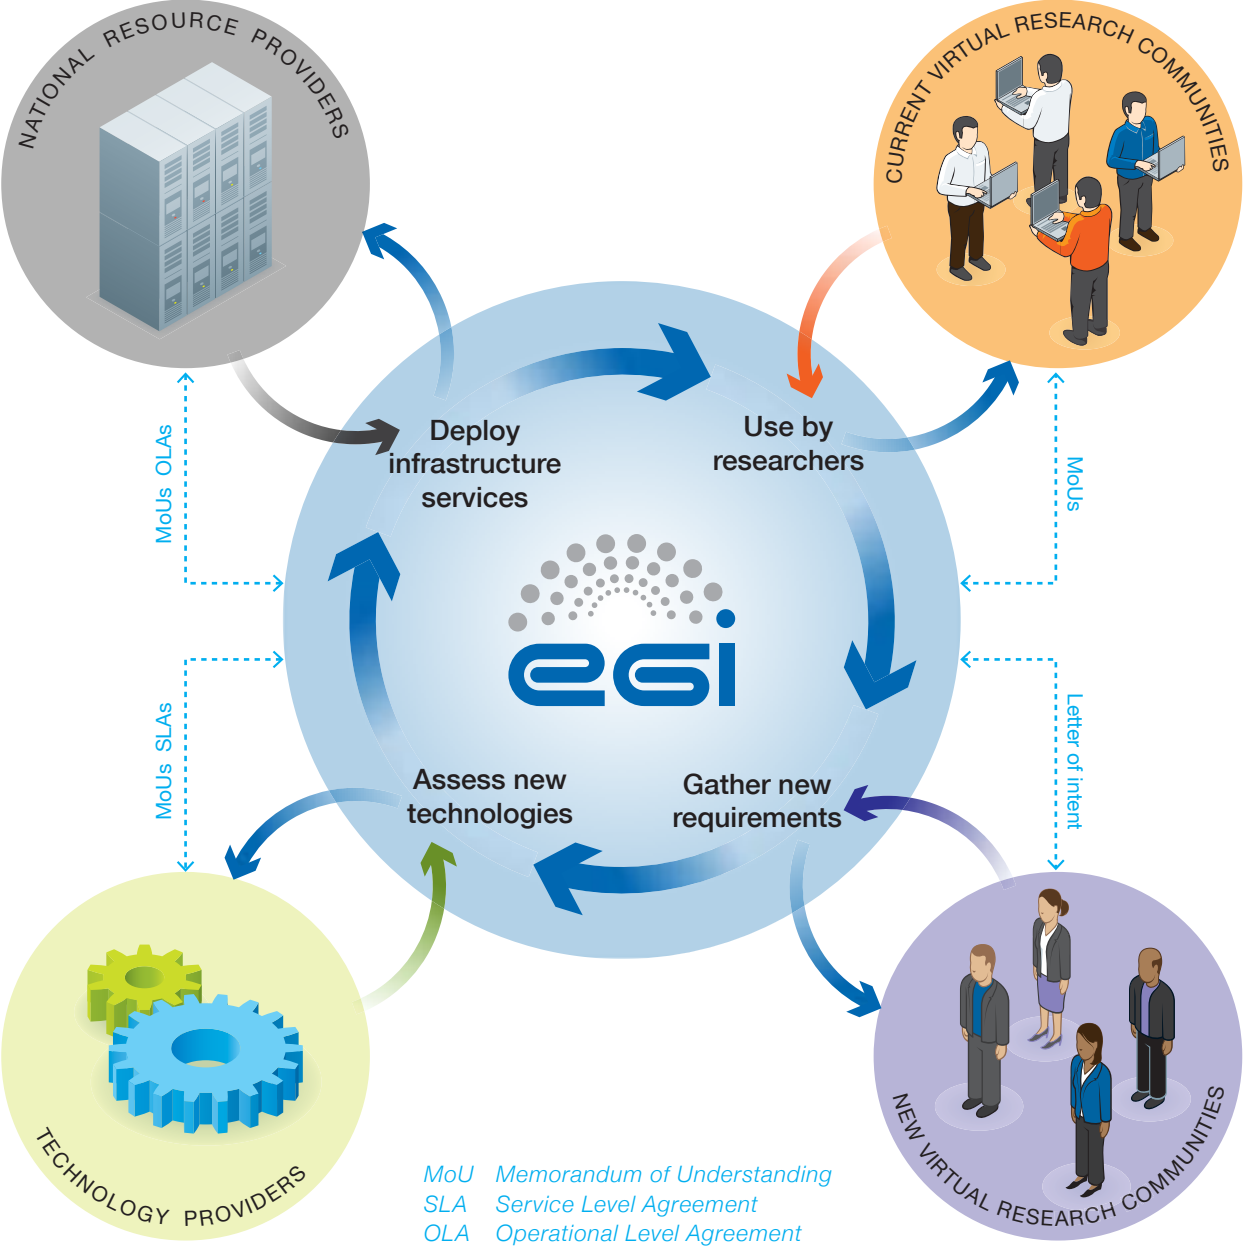 NATIONAL RESOURCE PROVIDERS
CURRENT VIRTUAL RESEARCH COMMUNITIES
Deploy
infrastructure
services
Use by
researchers
MoUs OLAs
MoUs
egi
MoUs SLAs
Letter of intent
Assess new
technologies
Gather new
requirements
TECHNOLOGY PROVIDERS
NEW VIRTUAL RESEARCH COMMUNITIES
MoU Memorandum of Understanding
SLA Service Level Agreement
OLA Operational Level Agreement